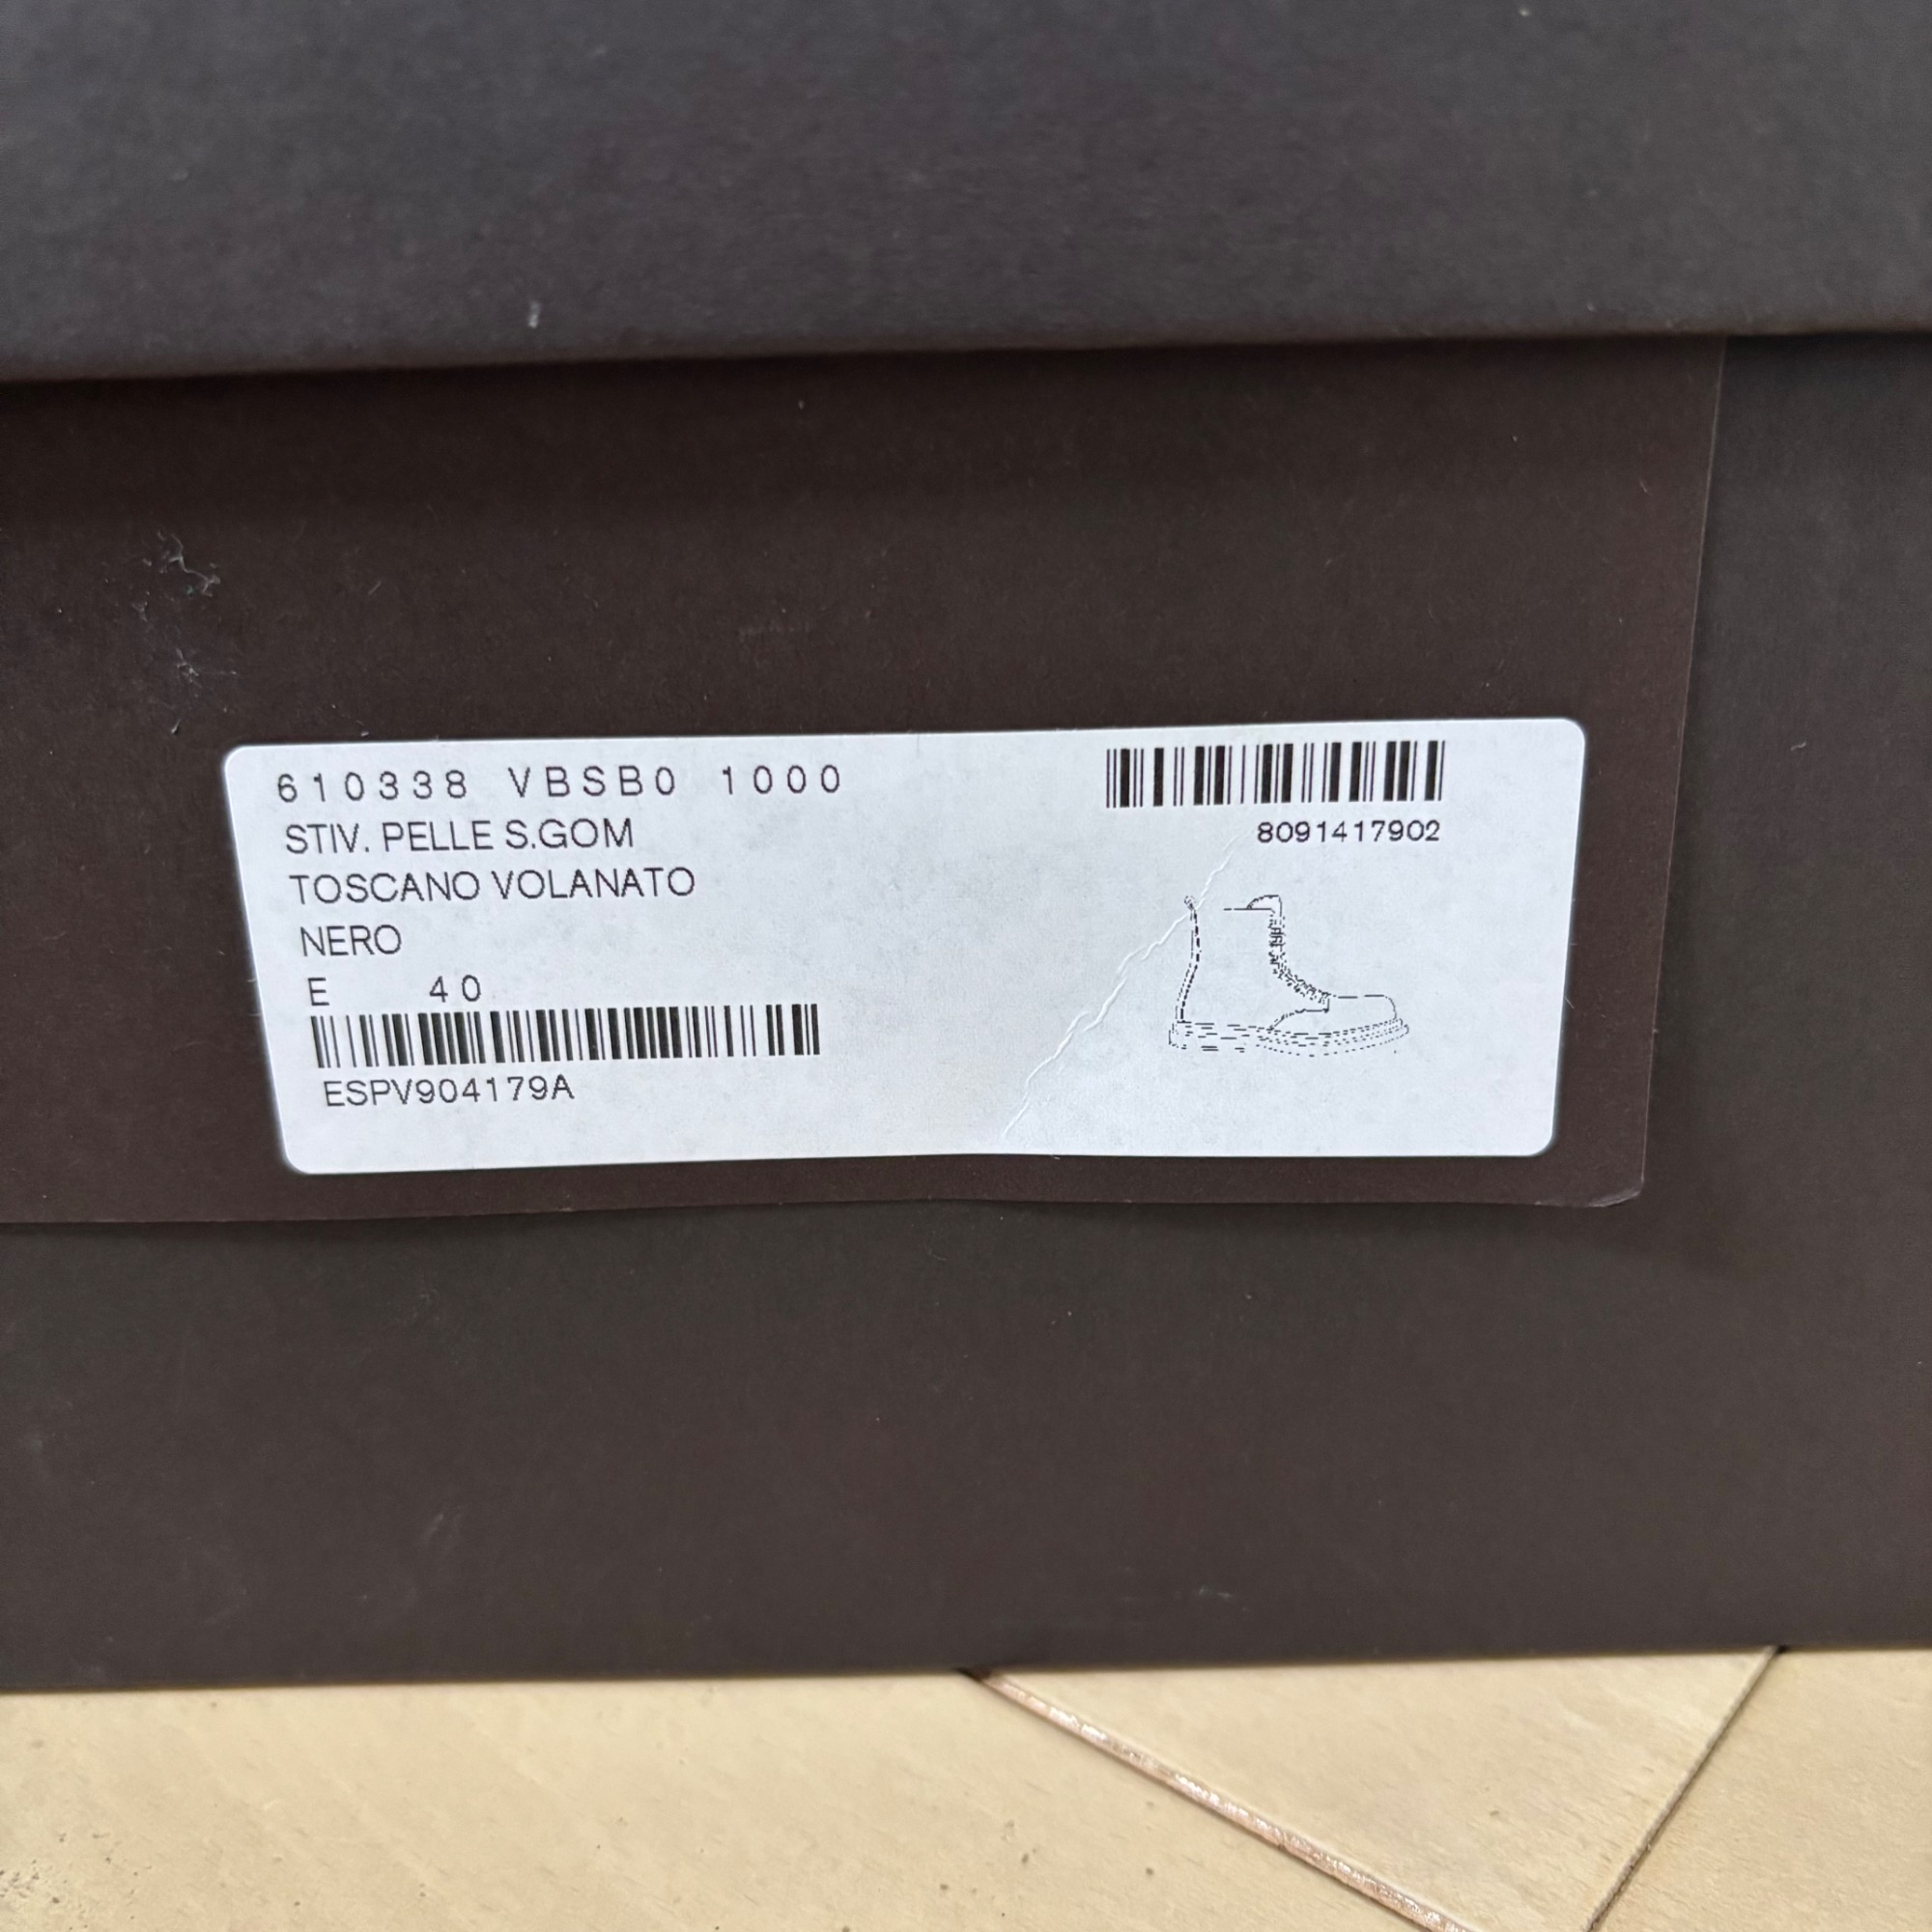 610338 VBSB0 1000
STIV. PELLE S.GOM
TOSCANO VOLANATO
NERO
E 40
ESPV904179A
8091417902